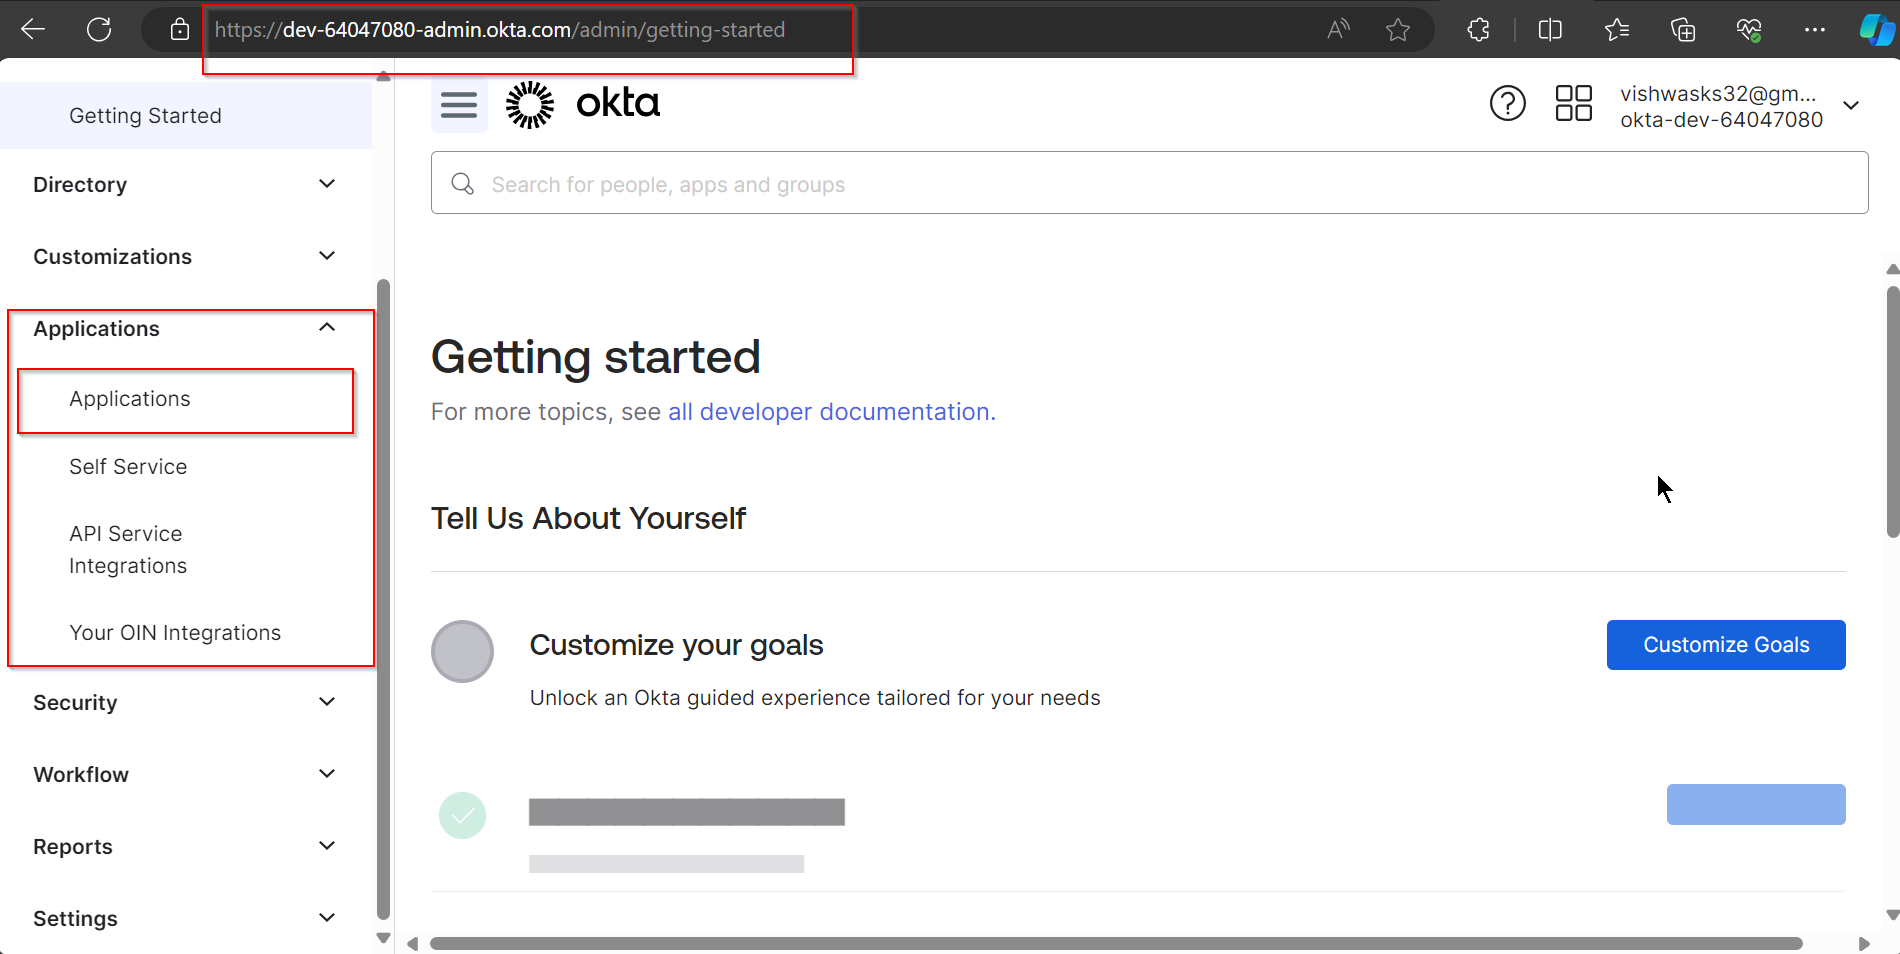 https://dev-64047080-admin.okta.com/admin/getting-started
Getting Started
Directory
Customizations
Applications
Applications
Self Service
API Service
Integrations
Your OIN Integrations
Security
Workflow
Reports
Settings
okta
vishwasks32@gm...
okta-dev-64047080
Search for people, apps and groups
Getting started
For more topics, see all developer documentation.
Tell Us About Yourself
Customize your goals
Customize Goals
Unlock an Okta guided experience tailored for your needs